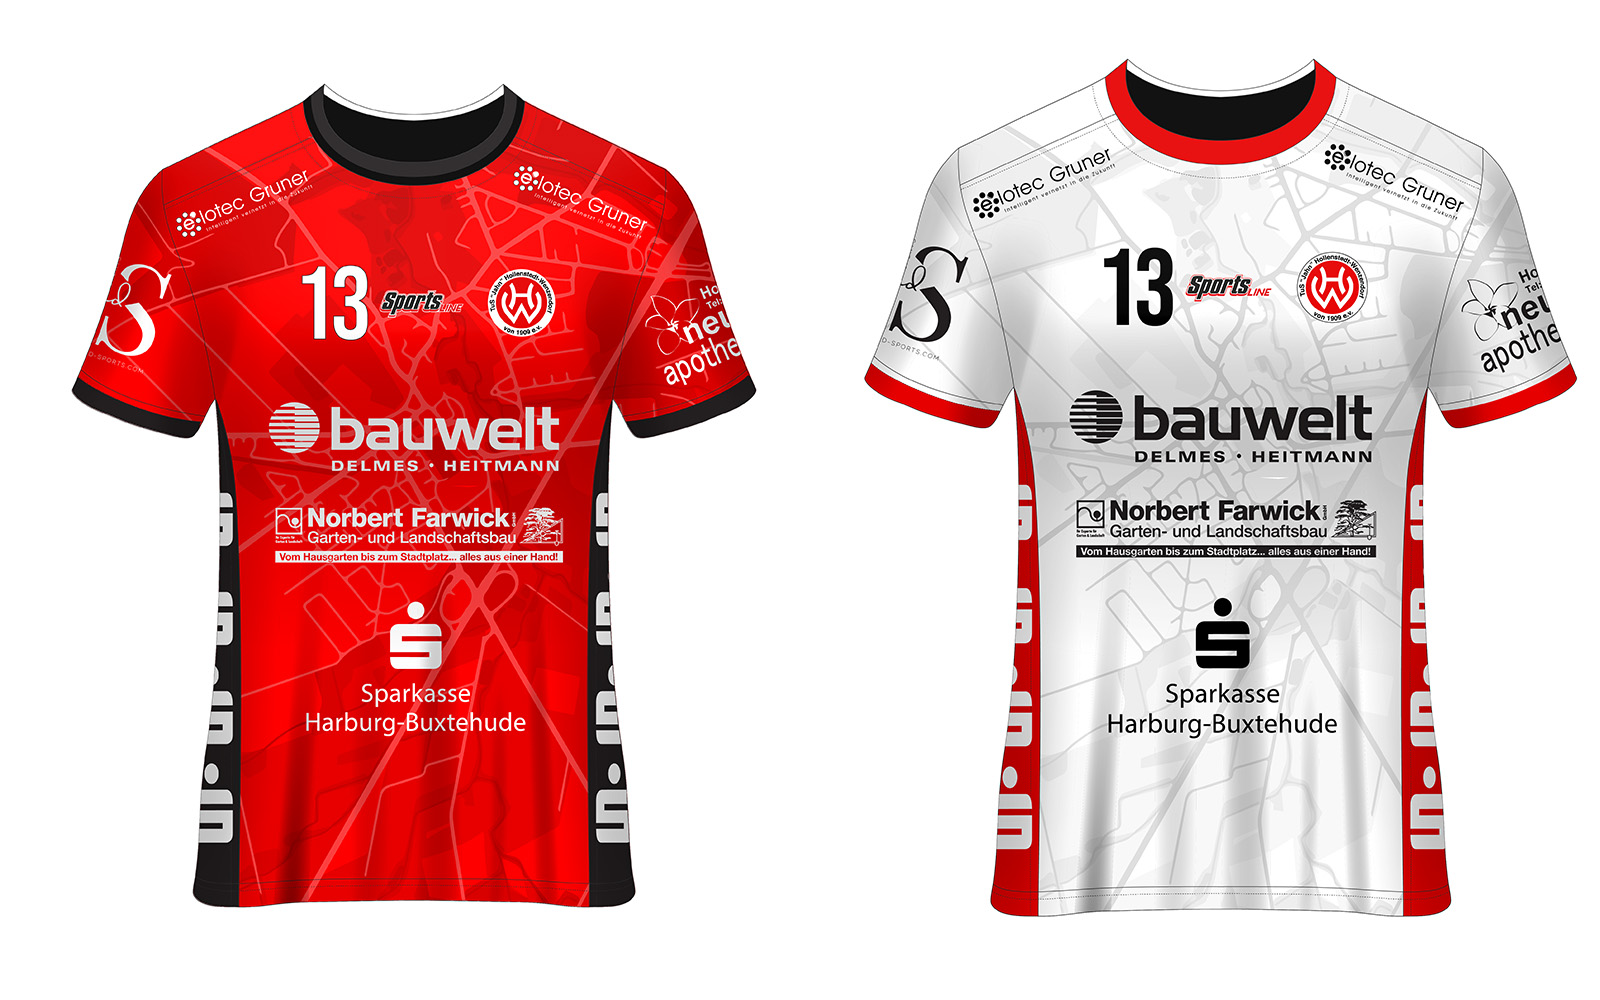 elotec Gruner
Intelligent vernetzt in die Zukunft
elotec Gruner
Intelligent vernetzt in die Zukunft
d
S
D-SPORTS.COM
13
Sports
LINE
TuS "Jahn" Hollenstedt-Wenzendorf
von 1909 e.v.
Ho
Tel:
neu
apothe
bauwelt
DELMES • HEITMANN
Norbert Farwick GmbH
Garten- und Landschaftsbau
Vom Hausgarten bis zum Stadtplatz... alles aus einer Hand!
S
Sparkasse
Harburg-Buxtehude
elotec Gruner
Intelligent vernetzt in die Zukunft
elotec Gruner
Intelligent vernetzt in die Zukunft
d
S
D-SPORTS.COM
13
Sports
LINE
TuS "Jahn" Hollenstedt-Wenzendorf
von 1909 e.v.
Ho
Tel:
neu
apothe
bauwelt
DELMES • HEITMANN
Norbert Farwick GmbH
Garten- und Landschaftsbau
Vom Hausgarten bis zum Stadtplatz... alles aus einer Hand!
S
Sparkasse
Harburg-Buxtehude